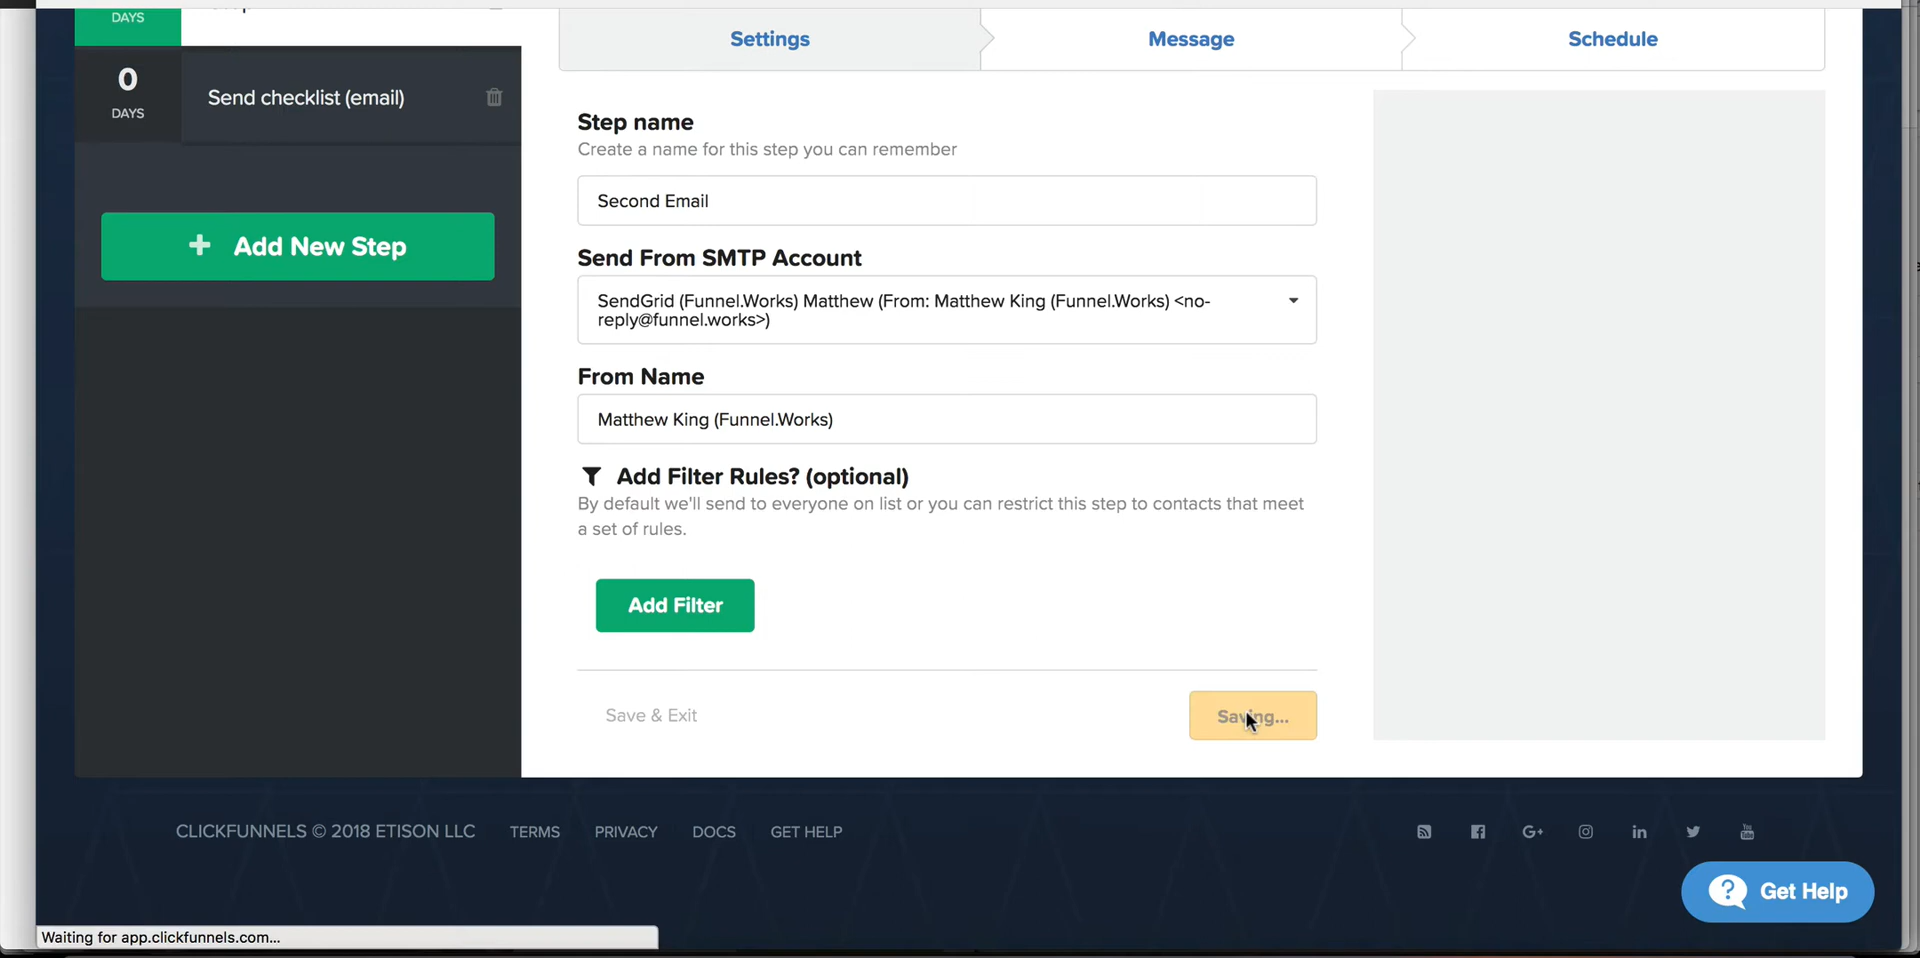 DAYS
Settings
Message
Schedule
0
DAYS
Send checklist (email)
Step name
Create a name for this step you can remember
Second Email
+ Add New Step
Send From SMTP Account
SendGrid (Funnel.Works) Matthew (From: Matthew King (Funnel.Works) <no-
reply@funnel.works>)
From Name
Matthew King (Funnel.Works)
Add Filter Rules? (optional)
By default we'll send to everyone on list or you can restrict this step to contacts that meet
a set of rules.
Add Filter
Save & Exit
Saving...
CLICKFUNNELS © 2018 ETISON LLC
TERMS
PRIVACY
DOCS
GET HELP
Get Help
Waiting for app.clickfunnels.com...